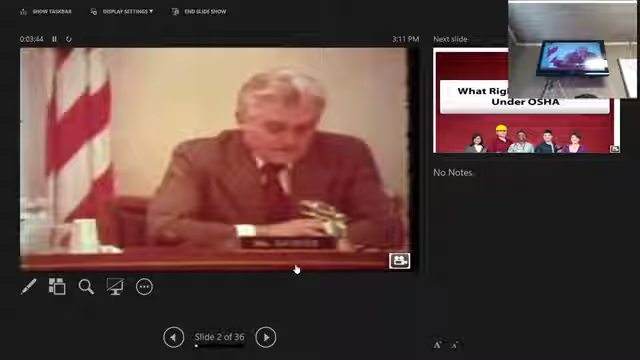 SHOW TASKBAR
DISPLAY SETTINGS
END SLIDE SHOW
0:03:44
3:11 PM
Next slide
What Rig
Under OSHA
No Notes.
Slide 2 of 36
A
A